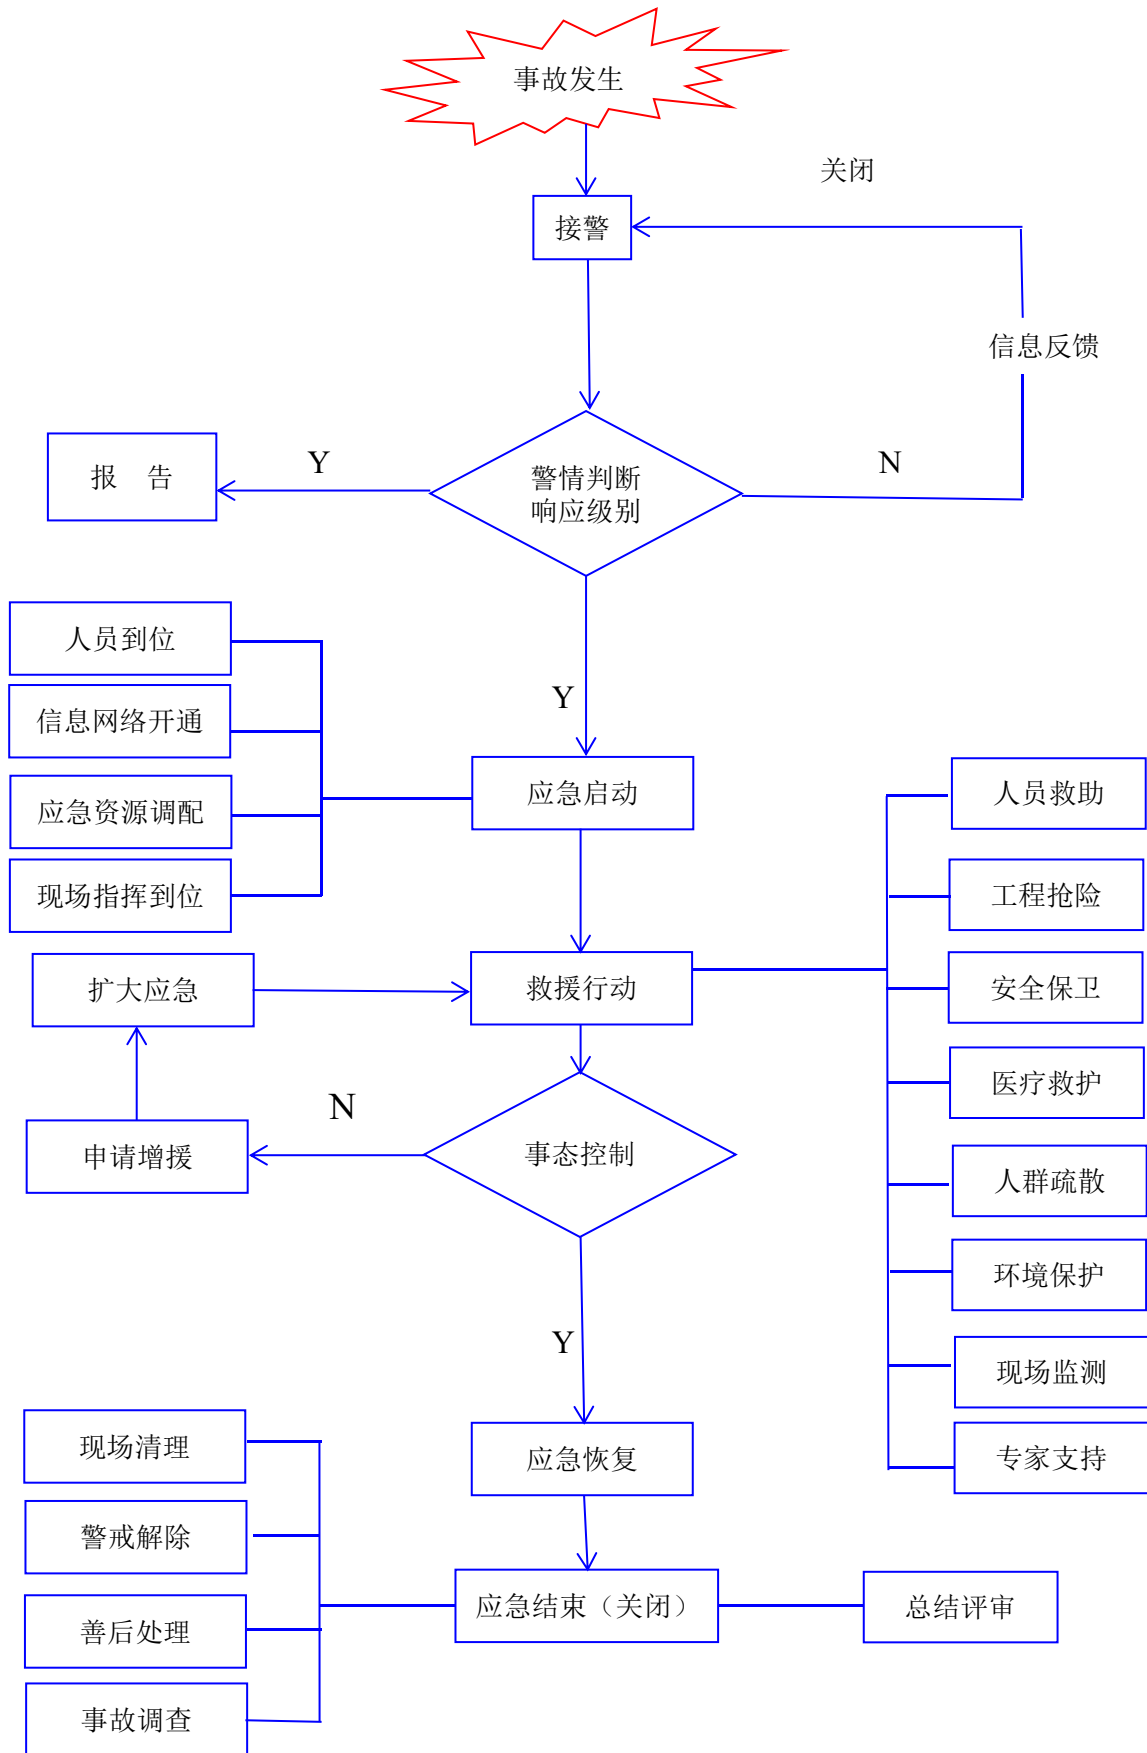 事故发生
关闭
接警
信息反馈
报 告
Y
警情判断
响应级别
N
人员到位
信息网络开通
应急资源调配
现场指挥到位
Y
应急启动
人员救助
工程抢险
安全保卫
医疗救护
人群疏散
环境保护
现场监测
专家支持
扩大应急
救援行动
申请增援
N
事态控制
Y
应急恢复
现场清理
警戒解除
善后处理
事故调查
应急结束（关闭）
总结评审